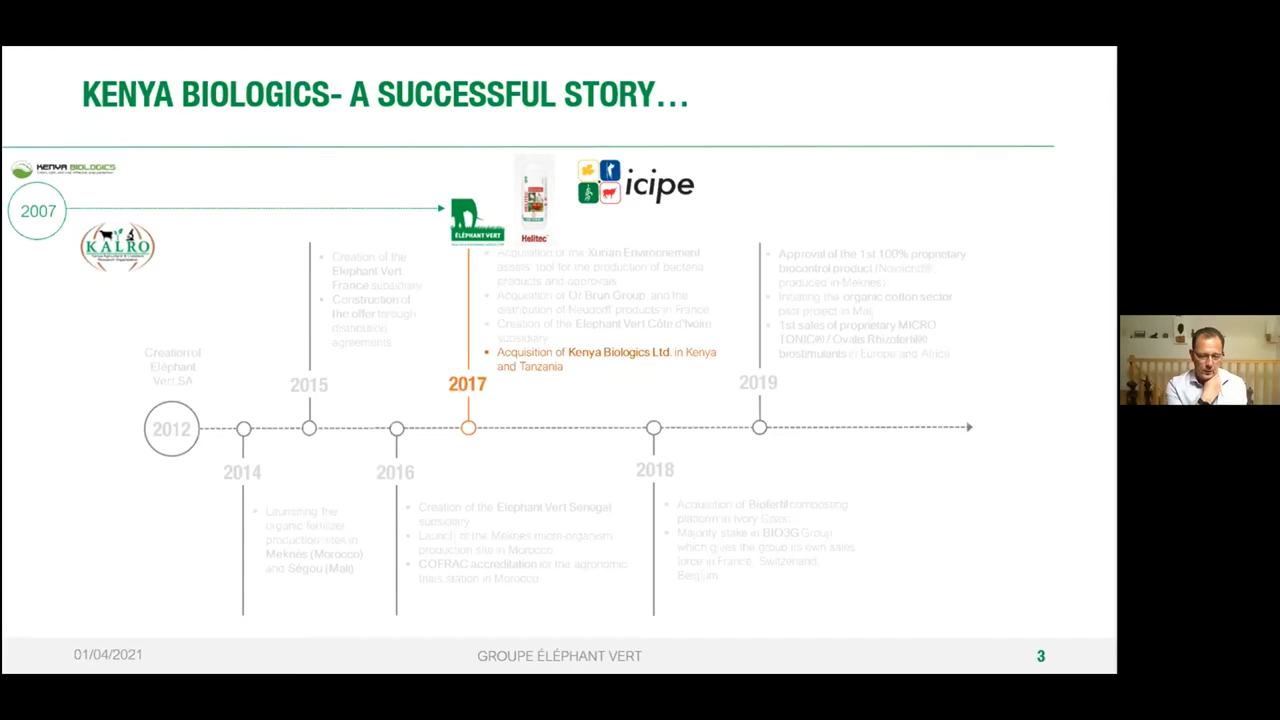 KENYA BIOLOGICS- A SUCCESSFUL STORY...
KENYA BIOLOGICS
2007
KALRO
ÉLÉPHANT VERT
Helitec
icipe
Creation of the
Elephant Vert
France subsidiary
Construction of
the offer through
distribution
agreements
Acquisition of the Xurian Environnement
assets' tool for the production of bacteria
products and approvals
Acquisition of Or Brun Group and the
distribution of Neudorff products in France
Creation of the Elephant Vert Côte d'Ivoire
subsidiary
Acquisition of Kenya Biologics Ltd. in Kenya
and Tanzania
Approval of the 1st 100% proprietary
biocontrol product
produced in Meknes)
Initiating the organic cotton sector
pilot project in Mali
1st sales of proprietary MICRO
TONIC® / Ovalis Rhizofertil®
biostimulants in Europe and Africa
Creation of
Eléphant
Vert SA
2015
2017
2019
2012
2014
2016
2018
Launching the
organic fertilizer
production sites in
Meknès (Morocco)
and Ségou (Mali)
Creation of the Elephant Vert Senegal
subsidiary
Launch of the Meknes micro-organism
production site in Morocco
COFRAC accreditation for the agronomic
trials station in Morocco
Acquisition of Biofertil composting
platform in Ivory Coast
Majority stake in BIO3G Group
which gives the group its own sales
force in France, Switzerland,
Belgium
01/04/2021
GROUPE ÉLÉPHANT VERT
3